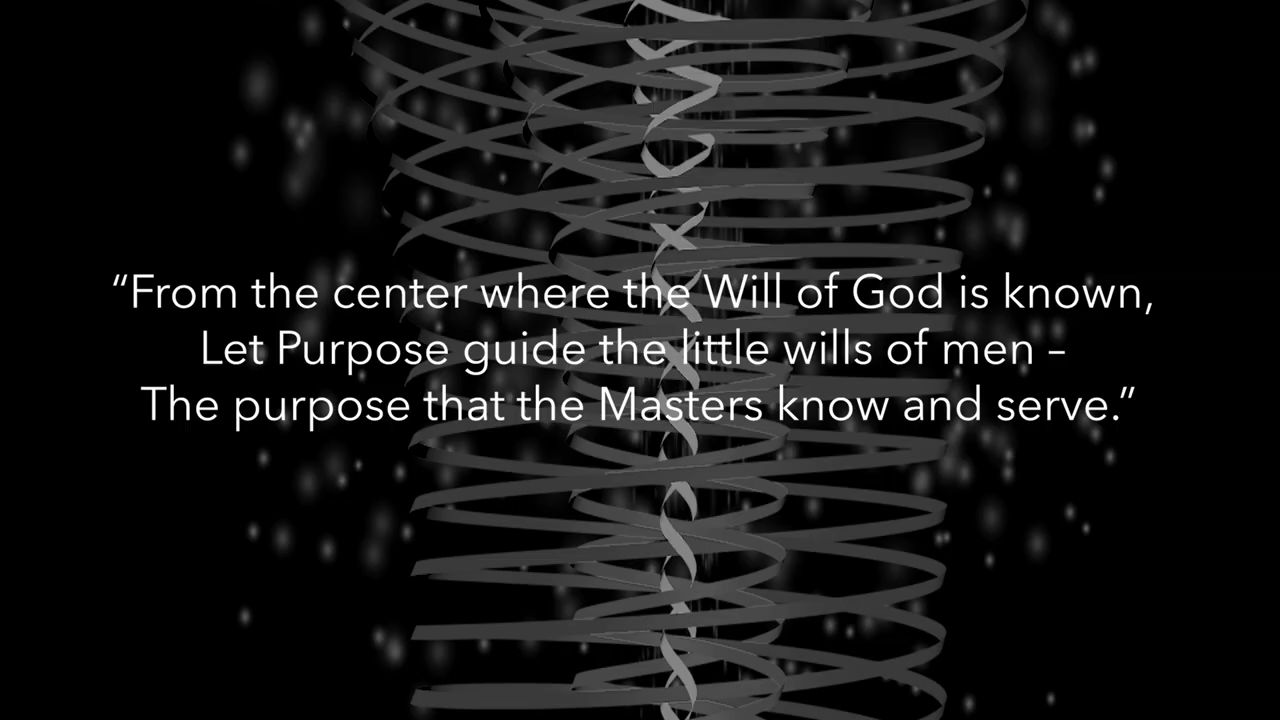 “From the center where the Will of God is known,
Let Purpose guide the little wills of men –
The purpose that the Masters know and serve.”